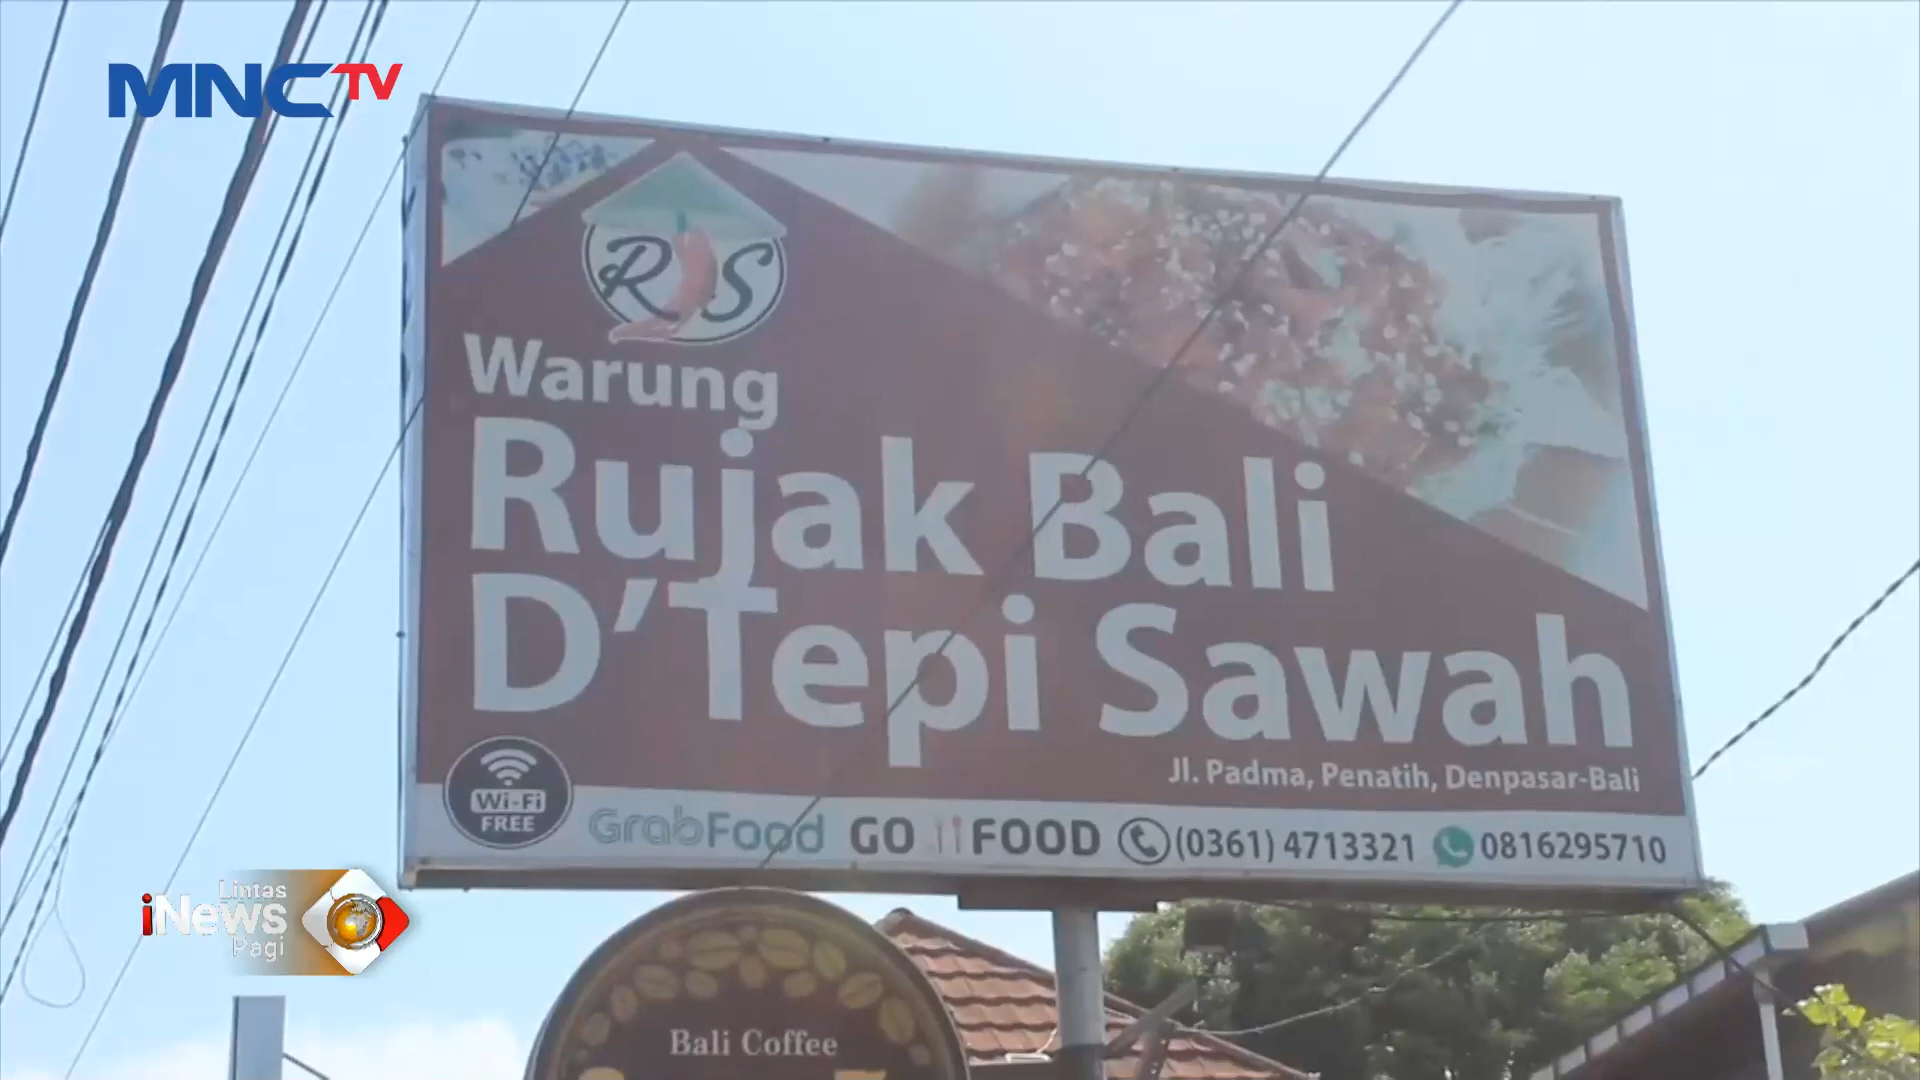 MNCTV
RJS
Warung
Rujak Bali
D'Tepi Sawah
Jl. Padma, Penatih, Denpasar-Bali
Wi-Fi
FREE
GrabFood GO FOOD (0361) 4713321 0816295710
Lintas
iNews
Pagi
Bali Coffee